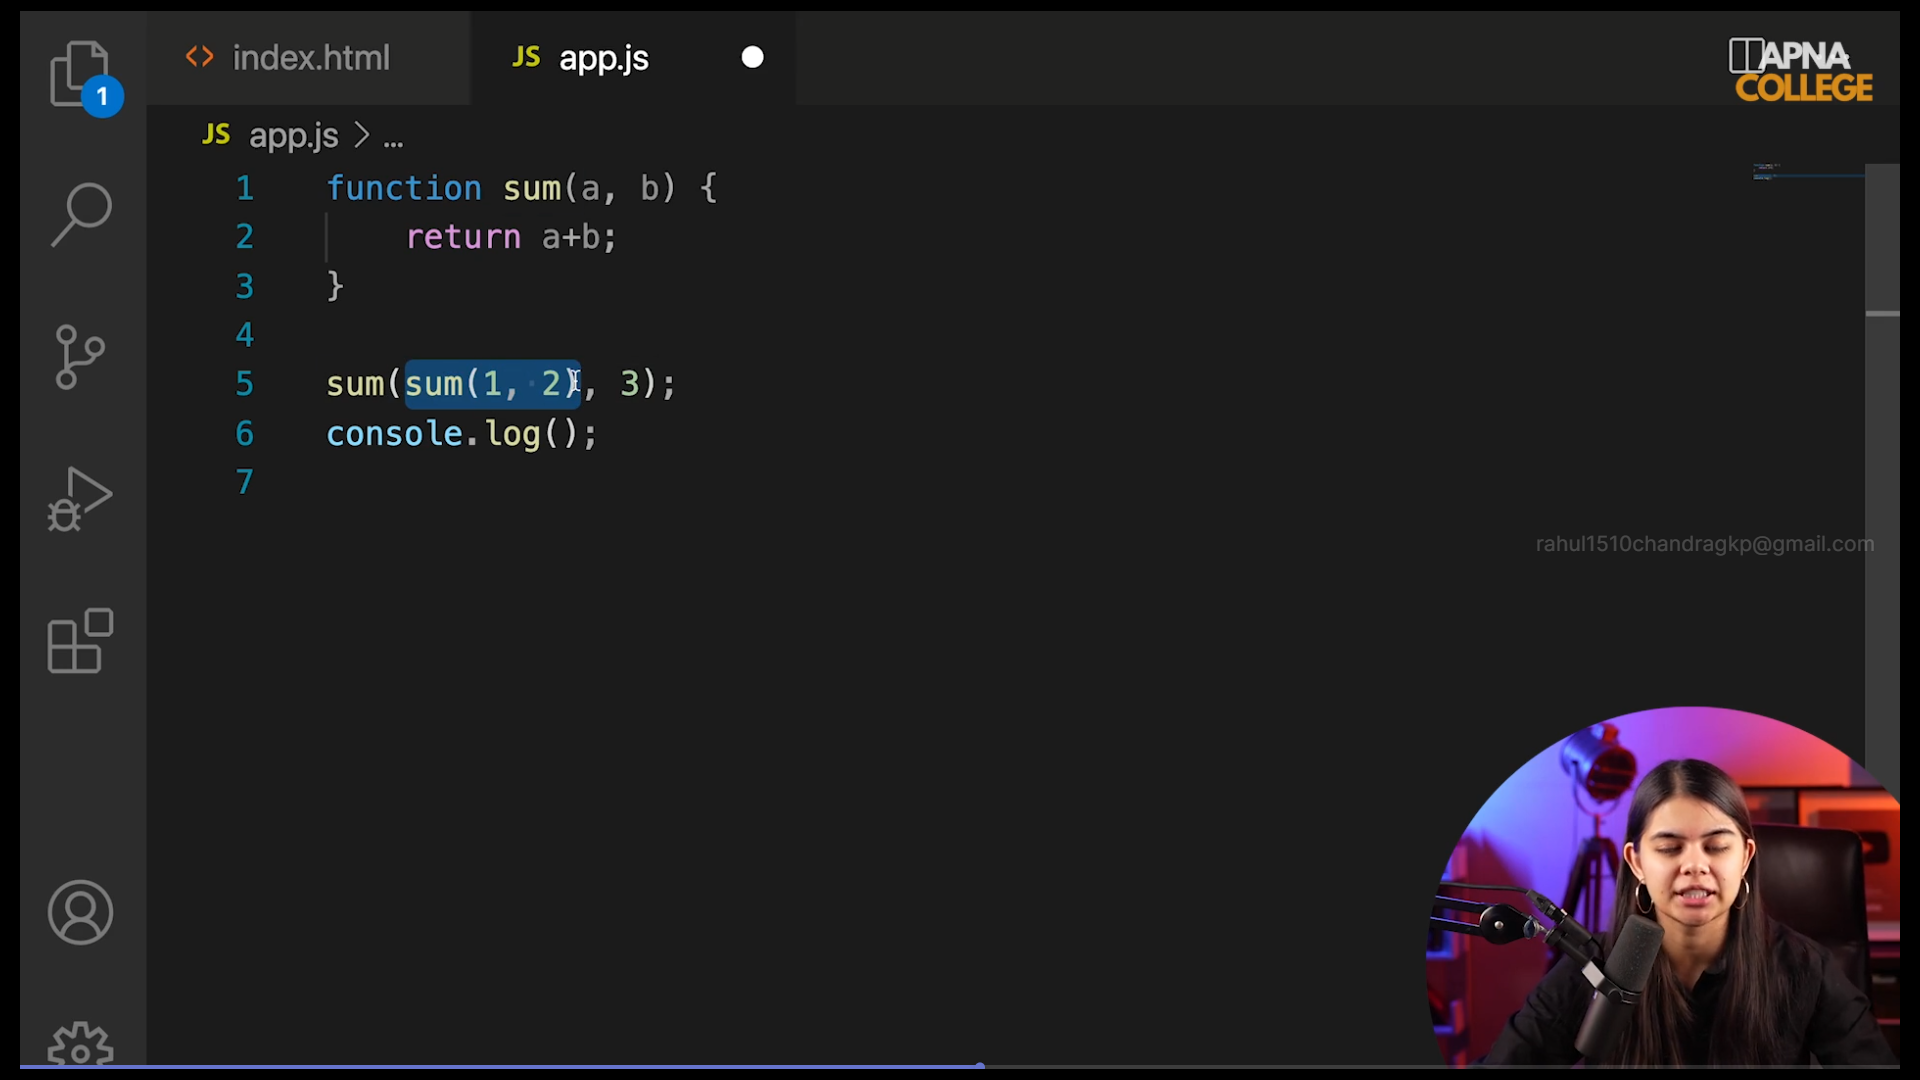 index.html
JS app.js
APNA
COLLEGE
1
JS app.js > ...
1 function sum(a, b) {
2 return a+b;
3 }
4
5 sum(sum(1, 2), 3);
6 console.log();
7
rahul1510chandragkp@gmail.com